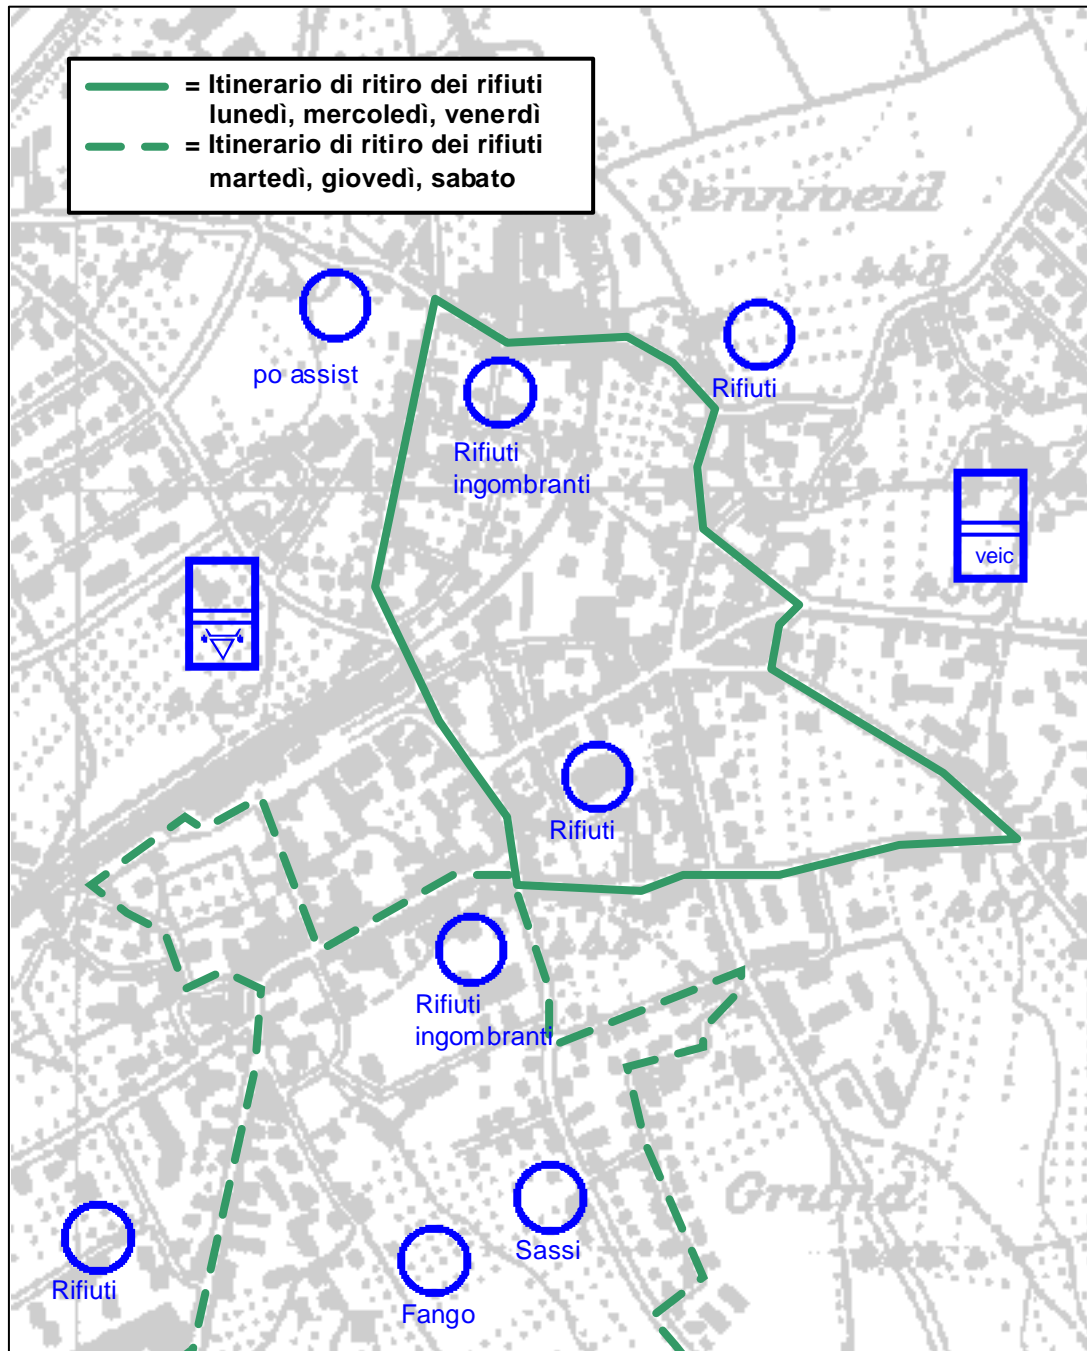 = Itinerario di ritiro dei rifiuti
lunedì, mercoledì, venerdì
= Itinerario di ritiro dei rifiuti
martedì, giovedì, sabato
Sennweid
po assist
Rifiuti
Rifiuti
ingombranti
veic
Rifiuti
Rifiuti
ingombranti
Sassi
Rifiuti
Fango